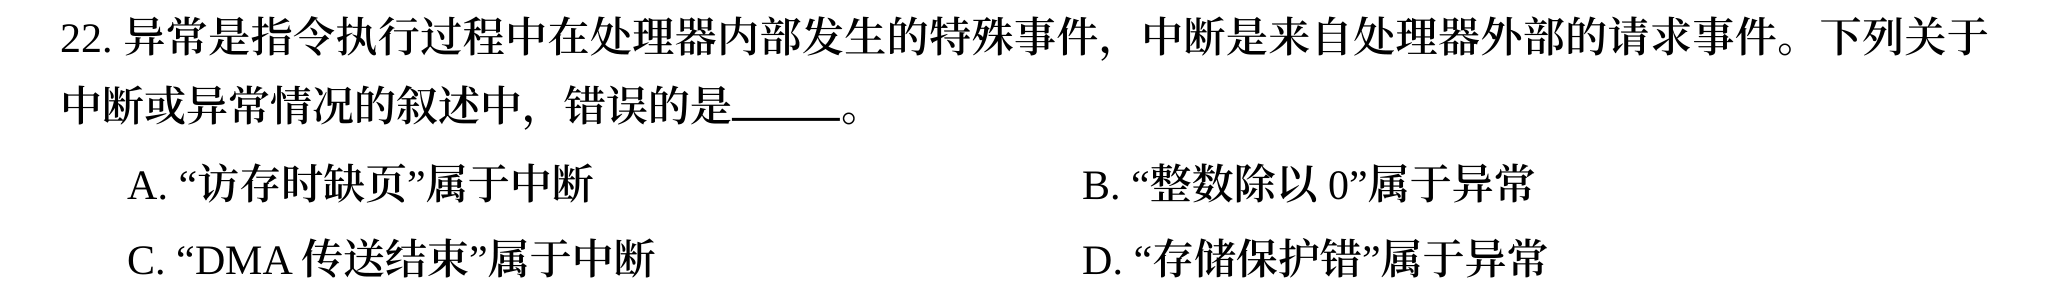 22. 异常是指令执行过程中在处理器内部发生的特殊事件，中断是来自处理器外部的请求事件。下列关于
中断或异常情况的叙述中，错误的是_____。
A. “访存时缺页”属于中断 B. “整数除以 0”属于异常
C. “DMA 传送结束”属于中断 D. “存储保护错”属于异常